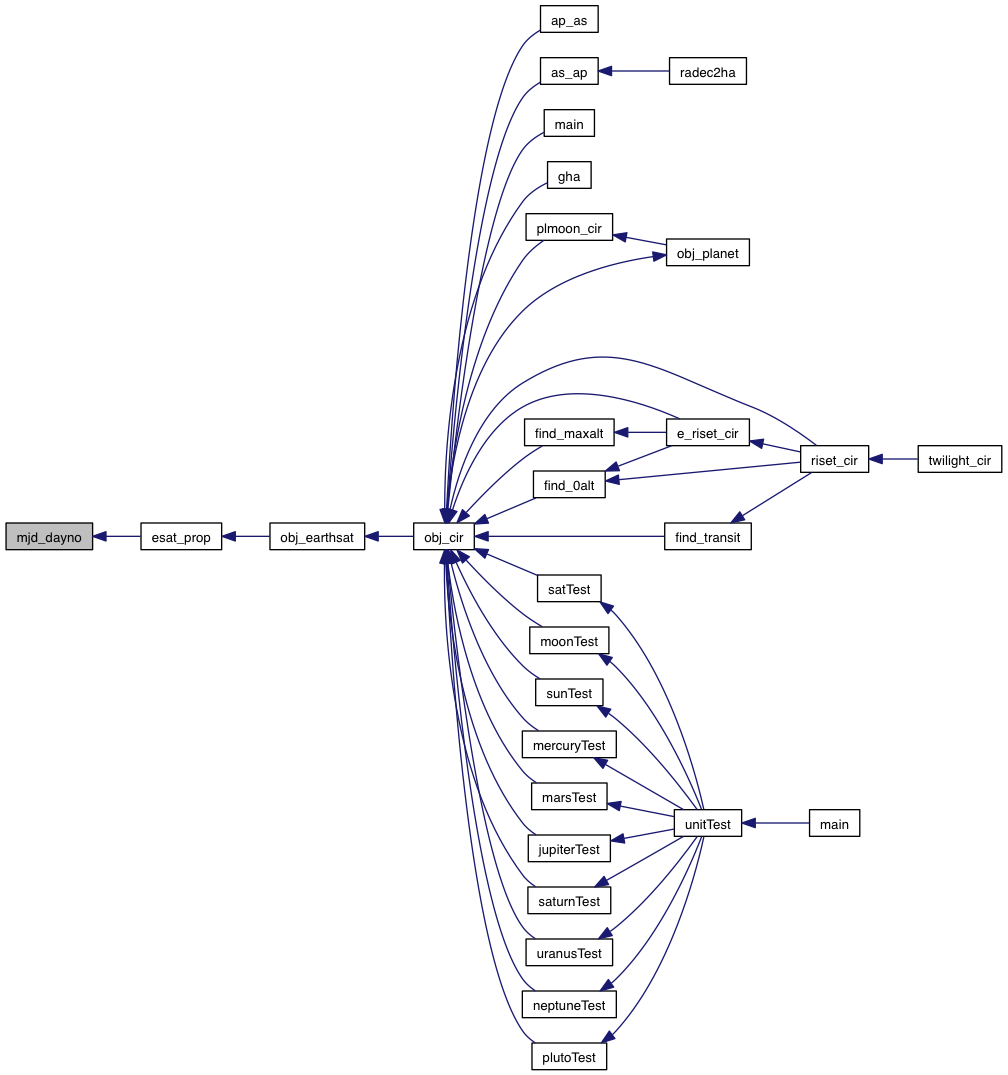 ap_as
as_ap
radec2ha
main
gha
plmoon_cir
obj_planet
find_maxalt
e_riset_cir
riset_cir
twilight_cir
find_0alt
mjd_dayno
esat_prop
obj_earthsat
obj_cir
find_transit
satTest
moonTest
sunTest
mercuryTest
marsTest
unitTest
main
jupiterTest
saturnTest
uranusTest
neptuneTest
plutoTest